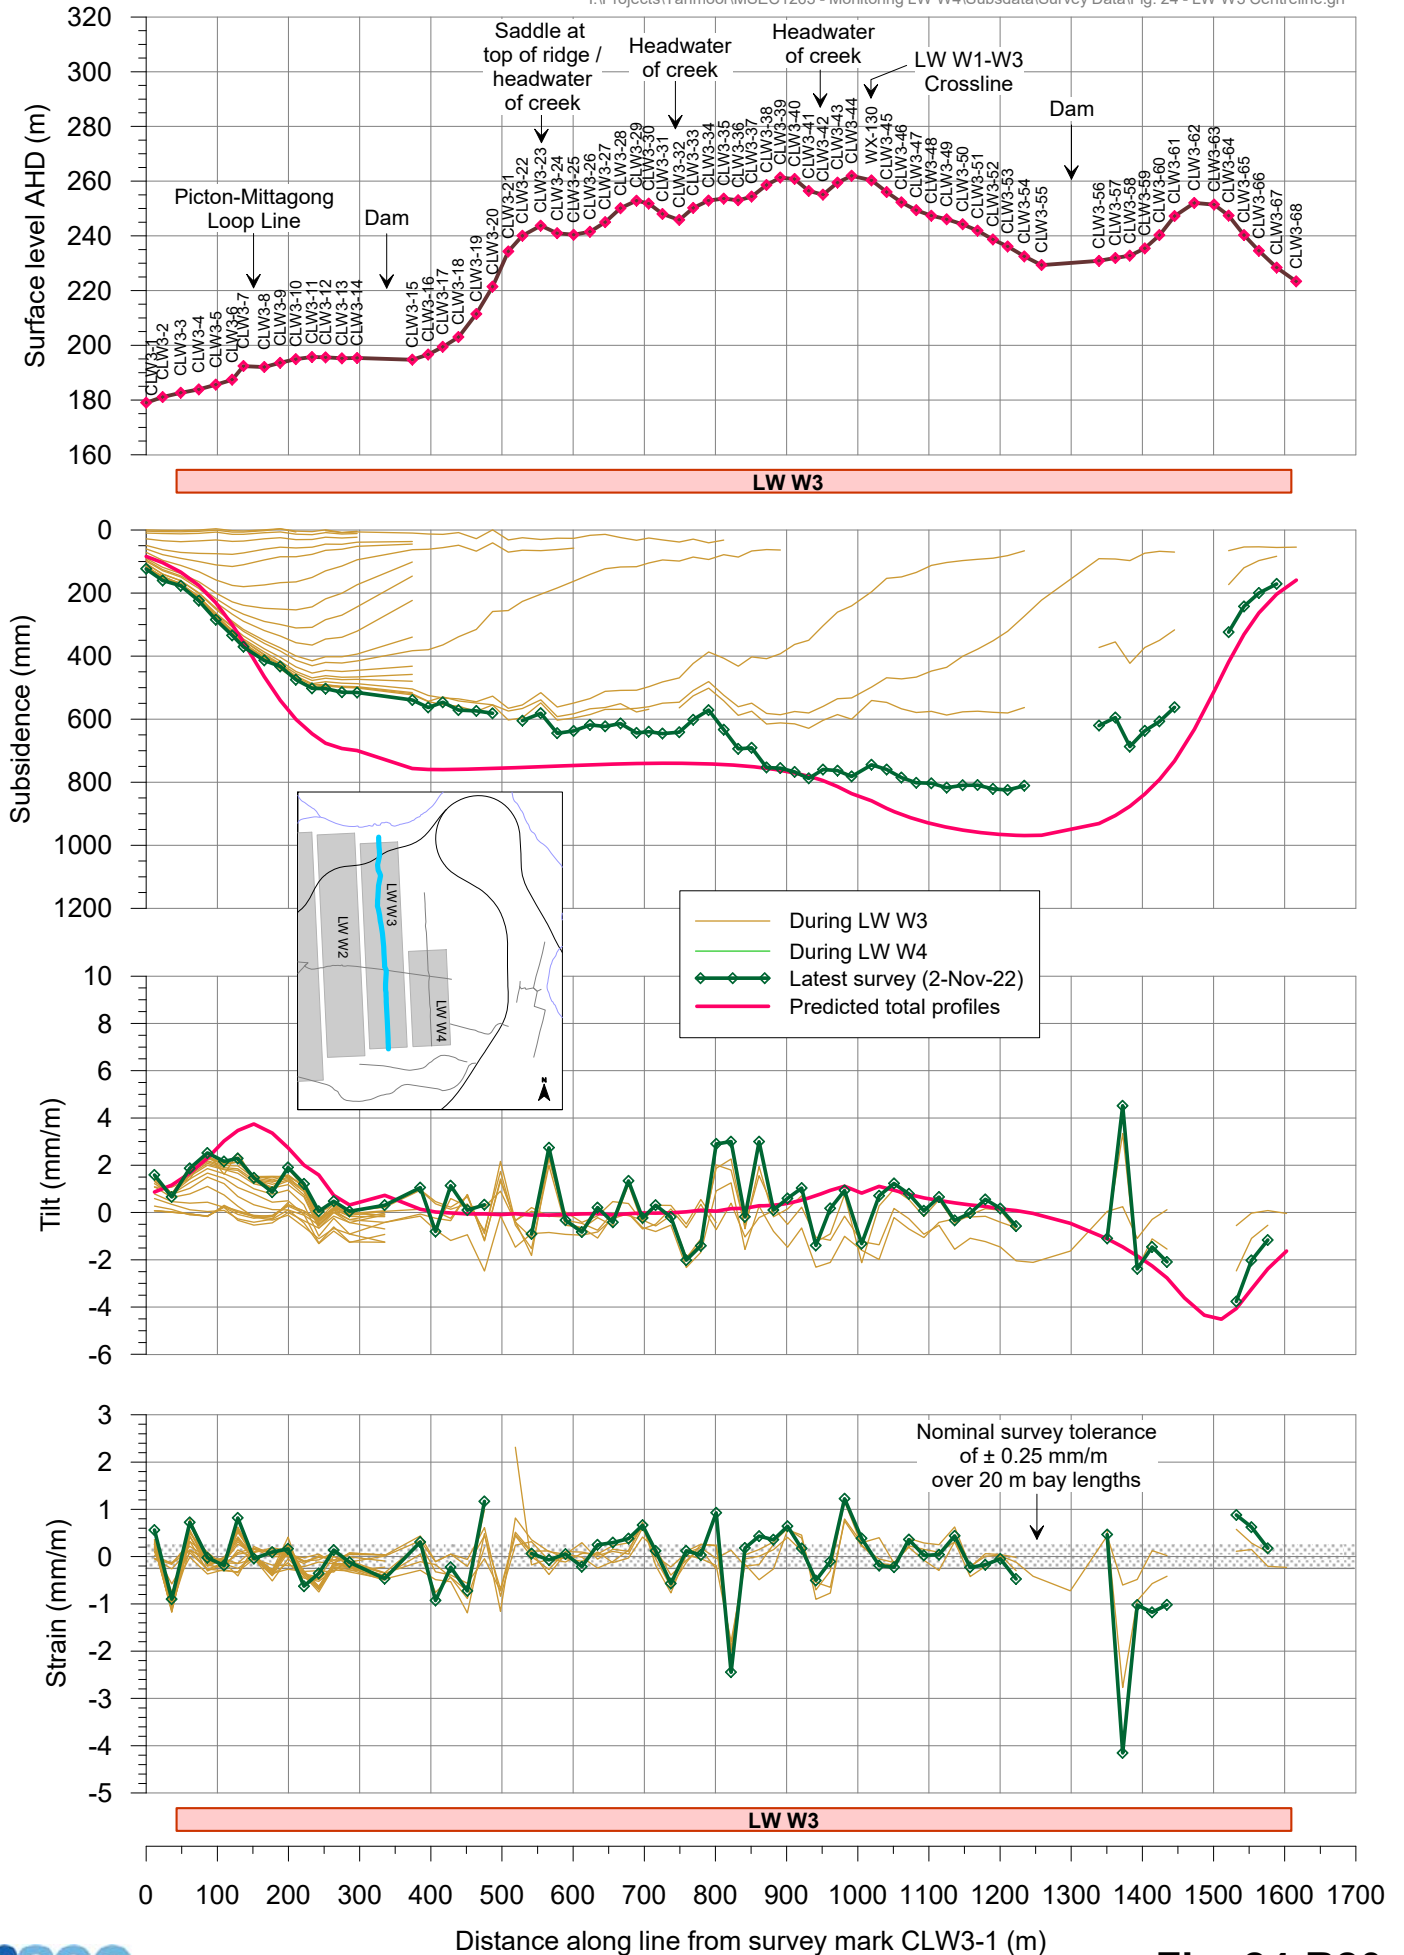 320
300
280
260
240
220
200
180
160
Surface level AHD (m)
Saddle at
top of ridge /
headwater
of creek
Headwater
of creek
Headwater
of creek
LW W1-W3
Crossline
Dam
Picton-Mittagong
Loop Line
Dam
CLW3-1
CLW3-2
CLW3-3
CLW3-4
CLW3-5
CLW3-6
CLW3-7
CLW3-8
CLW3-9
CLW3-10
CLW3-11
CLW3-12
CLW3-13
CLW3-14
CLW3-15
CLW3-16
CLW3-17
CLW3-18
CLW3-19
CLW3-20
CLW3-21
CLW3-22
CLW3-23
CLW3-24
CLW3-25
CLW3-26
CLW3-27
CLW3-28
CLW3-29
CLW3-30
CLW3-31
CLW3-32
CLW3-33
CLW3-34
CLW3-35
CLW3-36
CLW3-37
CLW3-38
CLW3-39
CLW3-40
CLW3-41
CLW3-42
CLW3-43
CLW3-44
WX-130
CLW3-45
CLW3-46
CLW3-47
CLW3-48
CLW3-49
CLW3-50
CLW3-51
CLW3-52
CLW3-53
CLW3-54
CLW3-55
CLW3-56
CLW3-57
CLW3-58
CLW3-59
CLW3-60
CLW3-61
CLW3-62
CLW3-63
CLW3-64
CLW3-65
CLW3-66
CLW3-67
CLW3-68
LW W3
0
200
400
600
800
1000
1200
Subsidence (mm)
LW W2
LW W3
LW W4
N
During LW W3
During LW W4
Latest survey (2-Nov-22)
Predicted total profiles
10
8
6
4
2
0
-2
-4
-6
Tilt (mm/m)
3
2
1
0
-1
-2
-3
-4
-5
Strain (mm/m)
Nominal survey tolerance
of ± 0.25 mm/m
over 20 m bay lengths
LW W3
0 100 200 300 400 500 600 700 800 900 1000 1100 1200 1300 1400 1500 1600 1700
Distance along line from survey mark CLW3-1 (m)